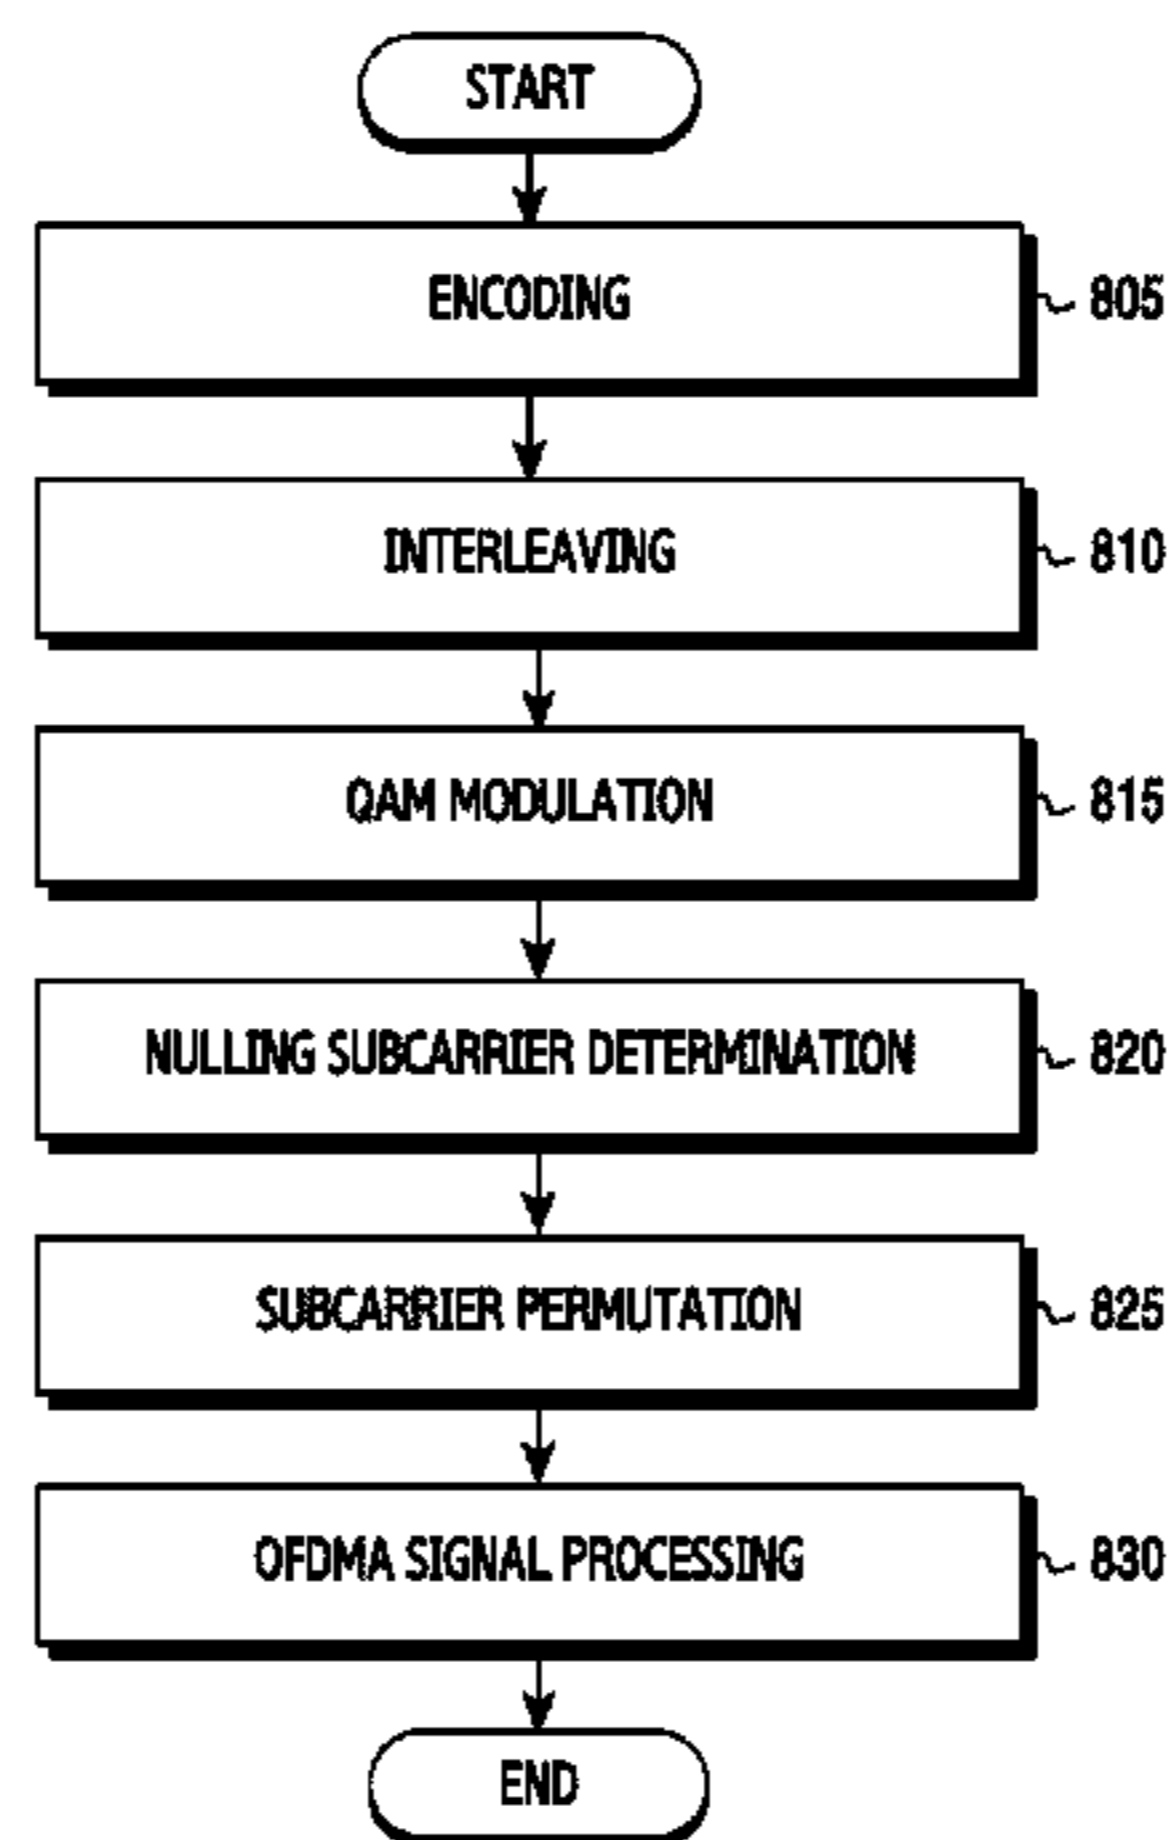 START
ENCODING
805
INTERLEAVING
810
QAM MODULATION
815
NULLING SUBCARRIER DETERMINATION
820
SUBCARRIER PERMUTATION
825
OFDMA SIGNAL PROCESSING
830
END